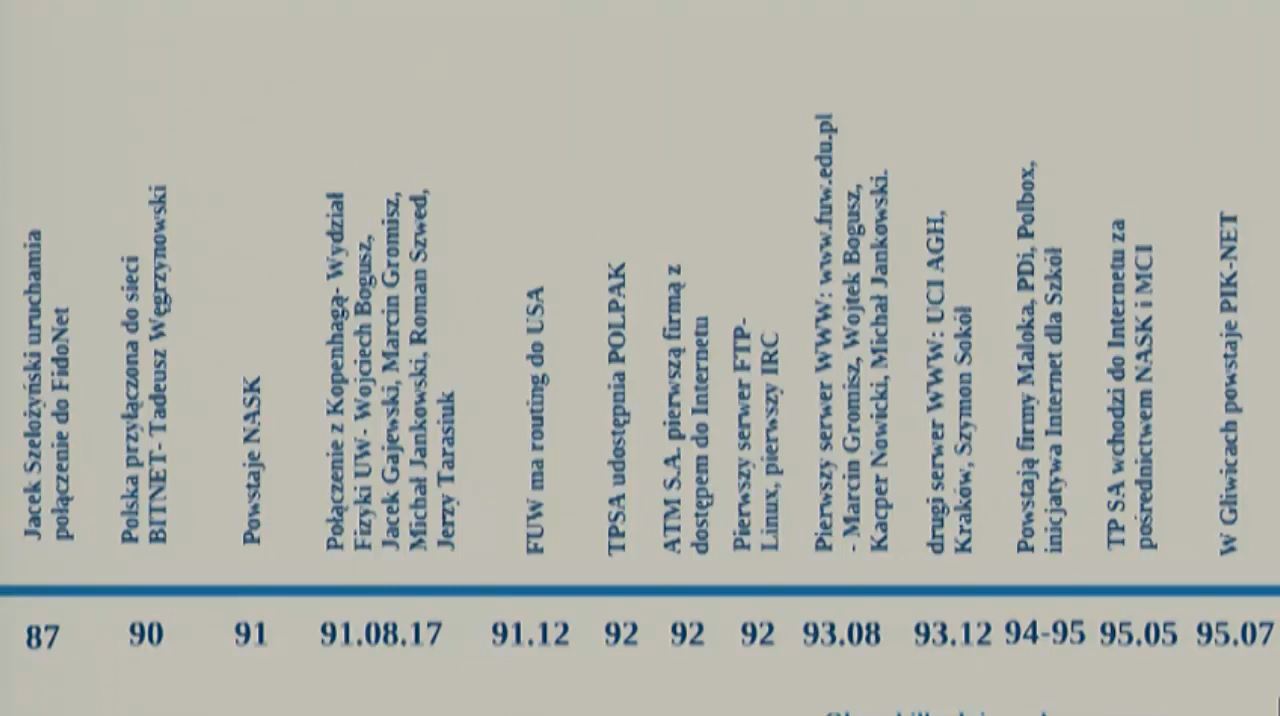 Jacek Szelożyński uruchamia
połączenie do FidoNet
87
Polska przyłączona do sieci
BITNET- Tadeusz Węgrzynowski
90
Powstaje NASK
91
Połączenie z Kopenhagą- Wydział
Fizyki UW- Wojciech Bogusz,
Jacek Gajewski, Marcin Gromisz,
Michał Jankowski, Roman Szwed,
Jerzy Tarasiuk
91.08.17
FUW ma routing do USA
91.12
TPSA udostępnia POLPAK
92
ATM S.A. pierwszą firmą z
dostępem do Internetu
92
Pierwszy serwer FTP-
Linux, pierwszy IRC
92
Pierwszy serwer WWW: www.fuw.edu.pl
- Marcin Gromisz, Wojtek Bogusz,
Kacper Nowicki, Michał Jankowski.
93.08
drugi serwer WWW: UCI AGH,
Kraków, Szymon Sokół
93.12
Powstają firmy Maloka, PDi, Polbox,
inicjatywa Internet dla Szkół
94-95
TP SA wchodzi do Internetu za
pośrednictwem NASK i MCI
95.05
W Gliwicach powstaje PIK-NET
95.07